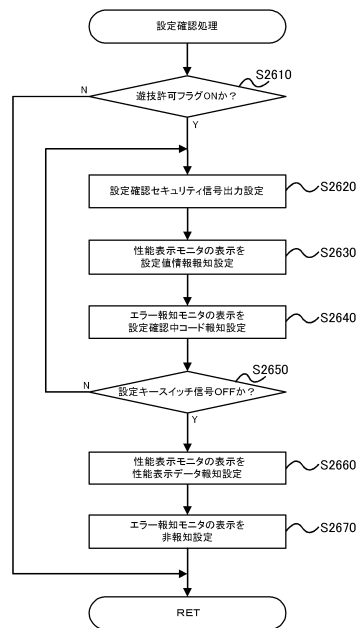 設定確認処理
S2610
遊技許可フラグONか？
N
Y
設定確認セキュリティ信号出力設定
S2620
性能表示モニタの表示を
設定値情報報知設定
S2630
エラー報知モニタの表示を
設定確認中コード報知設定
S2640
S2650
設定キースイッチ信号OFFか？
N
Y
性能表示モニタの表示を
性能表示データ報知設定
S2660
エラー報知モニタの表示を
非報知設定
S2670
RET